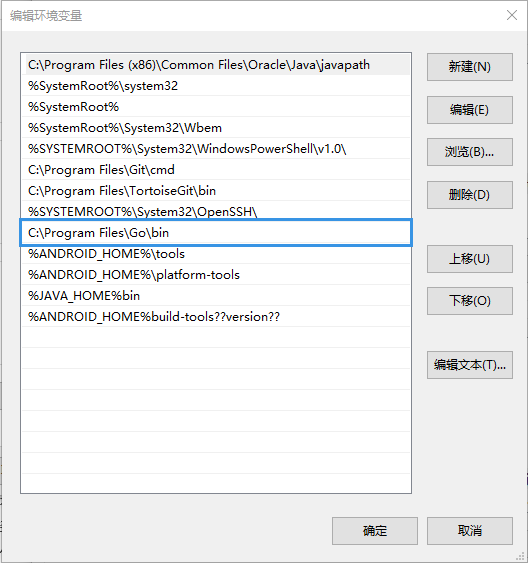 编辑环境变量
C:\Program Files (x86)\Common Files\Oracle\Java\javapath
%SystemRoot%\system32
%SystemRoot%
%SystemRoot%\System32\Wbem
%SYSTEMROOT%\System32\WindowsPowerShell\v1.0\
C:\Program Files\Git\cmd
C:\Program Files\TortoiseGit\bin
%SYSTEMROOT%\System32\OpenSSH\
C:\Program Files\Go\bin
%ANDROID_HOME%\tools
%ANDROID_HOME%\platform-tools
%JAVA_HOME%bin
%ANDROID_HOME%build-tools??version??
新建(N)
编辑(E)
浏览(B)...
删除(D)
上移(U)
下移(O)
编辑文本(T)...
确定
取消